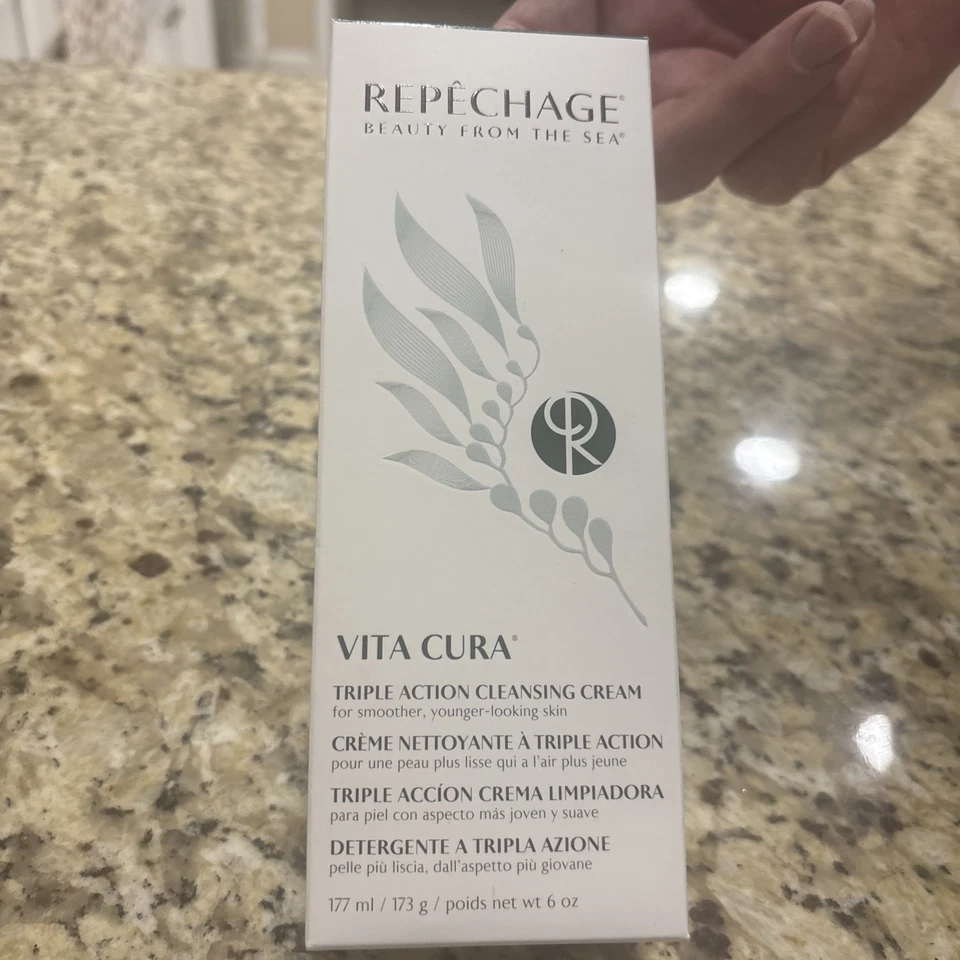 REPÊCHAGE®
BEAUTY FROM THE SEA®
R
VITA CURA®
TRIPLE ACTION CLEANSING CREAM
for smoother, younger-looking skin
CRÈME NETTOYANTE À TRIPLE ACTION
pour une peau plus lisse qui a l'air plus jeune
TRIPLE ACCÍON CREMA LIMPIADORA
para piel con aspecto más joven y suave
DETERGENTE A TRIPLA AZIONE
pelle più liscia, dall'aspetto più giovane
177 ml / 173 g / poids net wt 6 oz